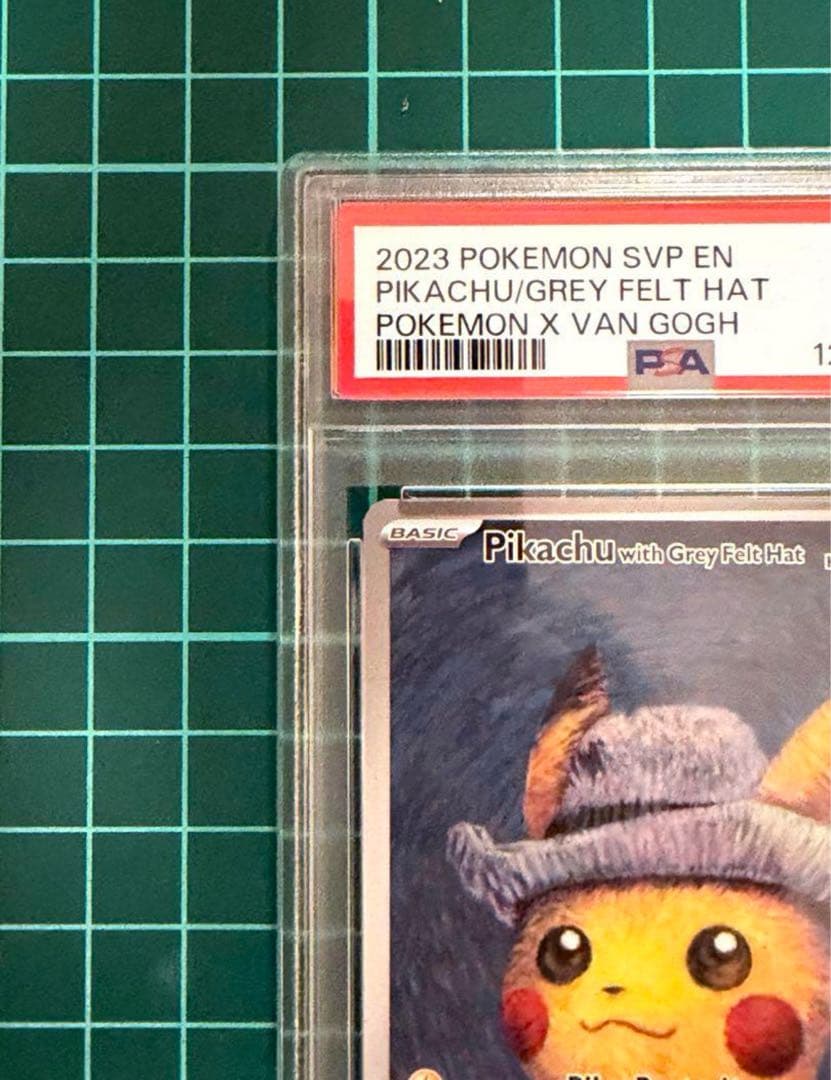 2023 POKEMON SVP EN
PIKACHU/GREY FELT HAT
POKEMON X VAN GOGH
PSA
BASIC
Pikachu with Grey Felt Hat